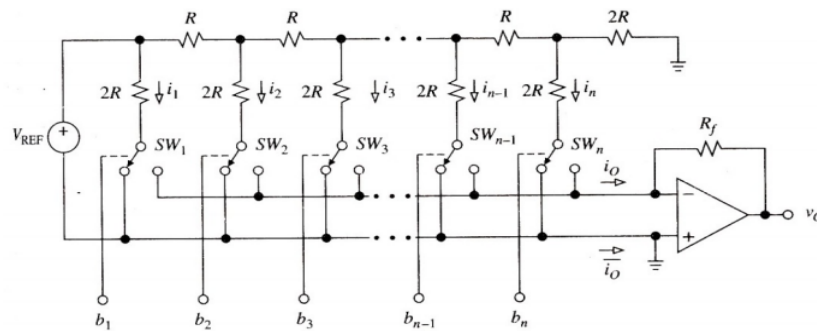 R R R 2R
2R i1 2R i2 2R i3 2R in−1 2R in
VREF + SW1 SW2 SW3 SWn−1 SWn Rf
iO − vO
+
iO
b1 b2 b3 bn−1 bn